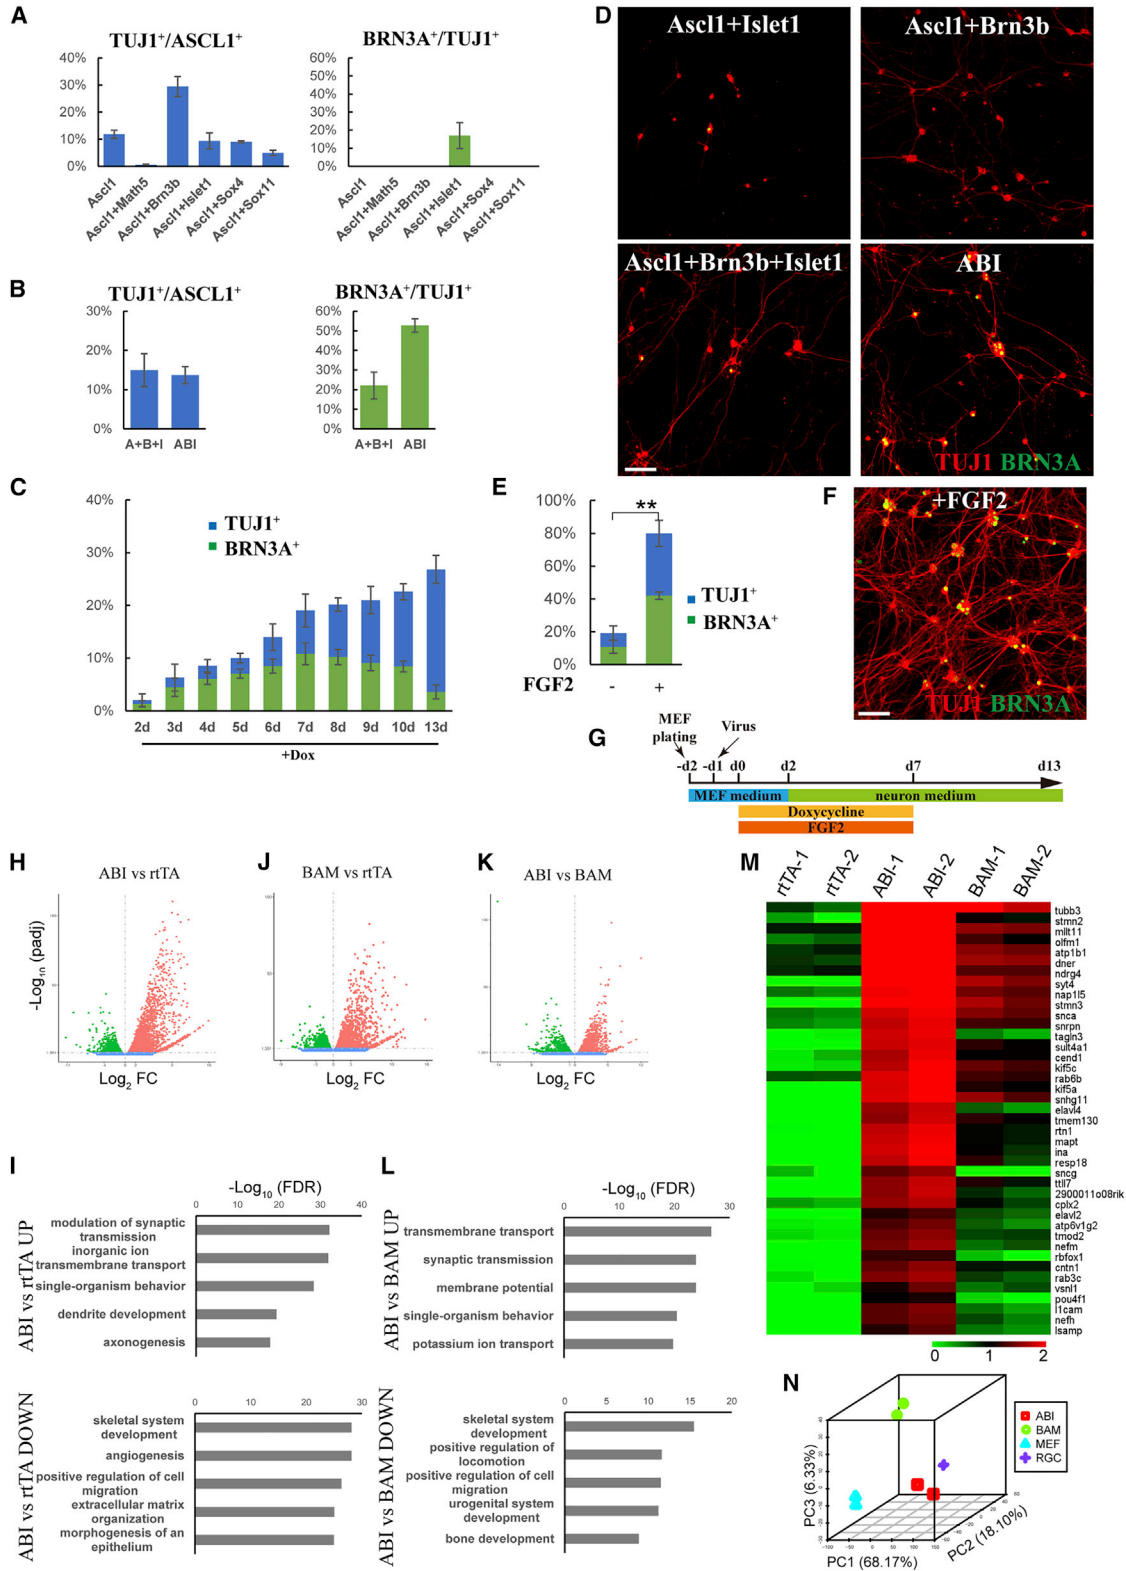 A
TUJ1⁺/ASCL1⁺
40%
30%
20%
10%
0%
Ascl1
Ascl1+Math5
Ascl1+Brn3b
Ascl1+Islet1
Ascl1+Sox4
Ascl1+Sox11
BRN3A⁺/TUJ1⁺
60%
50%
40%
30%
20%
10%
0%
Ascl1
Ascl1+Math5
Ascl1+Brn3b
Ascl1+Islet1
Ascl1+Sox4
Ascl1+Sox11
B
TUJ1⁺/ASCL1⁺
30%
20%
10%
0%
A+B+I ABI
BRN3A⁺/TUJ1⁺
60%
50%
40%
30%
20%
10%
0%
A+B+I ABI
C
40%
30%
20%
10%
0%
TUJ1⁺
BRN3A⁺
2d 3d 4d 5d 6d 7d 8d 9d 10d 13d
+Dox
D
Ascl1+Islet1
Ascl1+Brn3b
Ascl1+Brn3b+Islet1
ABI
TUJ1 BRN3A
E
100%
80%
60%
40%
20%
0%
**
TUJ1⁺
BRN3A⁺
FGF2 - +
F
+FGF2
TUJ1 BRN3A
G
MEF
plating
Virus
-d2 -d1 d0 d2 d7 d13
MEF medium neuron medium
Doxycycline
FGF2
H
ABI vs rtTA
-Log₁₀ (padj)
Log₂ FC
J
BAM vs rtTA
Log₂ FC
K
ABI vs BAM
Log₂ FC
M
rtTA-1 rtTA-2 ABI-1 ABI-2 BAM-1 BAM-2
tubb3
stmn2
mllt11
olfm1
atp1b1
dner
ndrg4
syt4
nap1l5
stmn3
snca
snrpn
tagln3
sult4a1
cend1
kif5c
rab6b
kif5a
snhg11
elavl4
tmem130
rtn1
mapt
ina
resp18
sncg
ttll7
2900011o08rik
cplx2
elavl2
atp6v1g2
tmod2
nefm
rbfox1
cntn1
rab3c
vsnl1
pou4f1
l1cam
nefh
lsamp
0 1 2
I
-Log₁₀ (FDR)
0 10 20 30 40
ABI vs rtTA UP
modulation of synaptic
transmission
inorganic ion
transmembrane transport
single-organism behavior
dendrite development
axonogenesis
0 10 20 30
ABI vs rtTA DOWN
skeletal system
development
angiogenesis
positive regulation of cell
migration
extracellular matrix
organization
morphogenesis of an
epithelium
L
-Log₁₀ (FDR)
0 10 20 30
ABI vs BAM UP
transmembrane transport
synaptic transmission
membrane potential
single-organism behavior
potassium ion transport
0 5 10 15 20
ABI vs BAM DOWN
skeletal system
development
positive regulation of
locomotion
positive regulation of cell
migration
urogenital system
development
bone development
N
ABI
BAM
MEF
RGC
PC3 (6.33%)
PC1 (68.17%)
PC2 (18.10%)